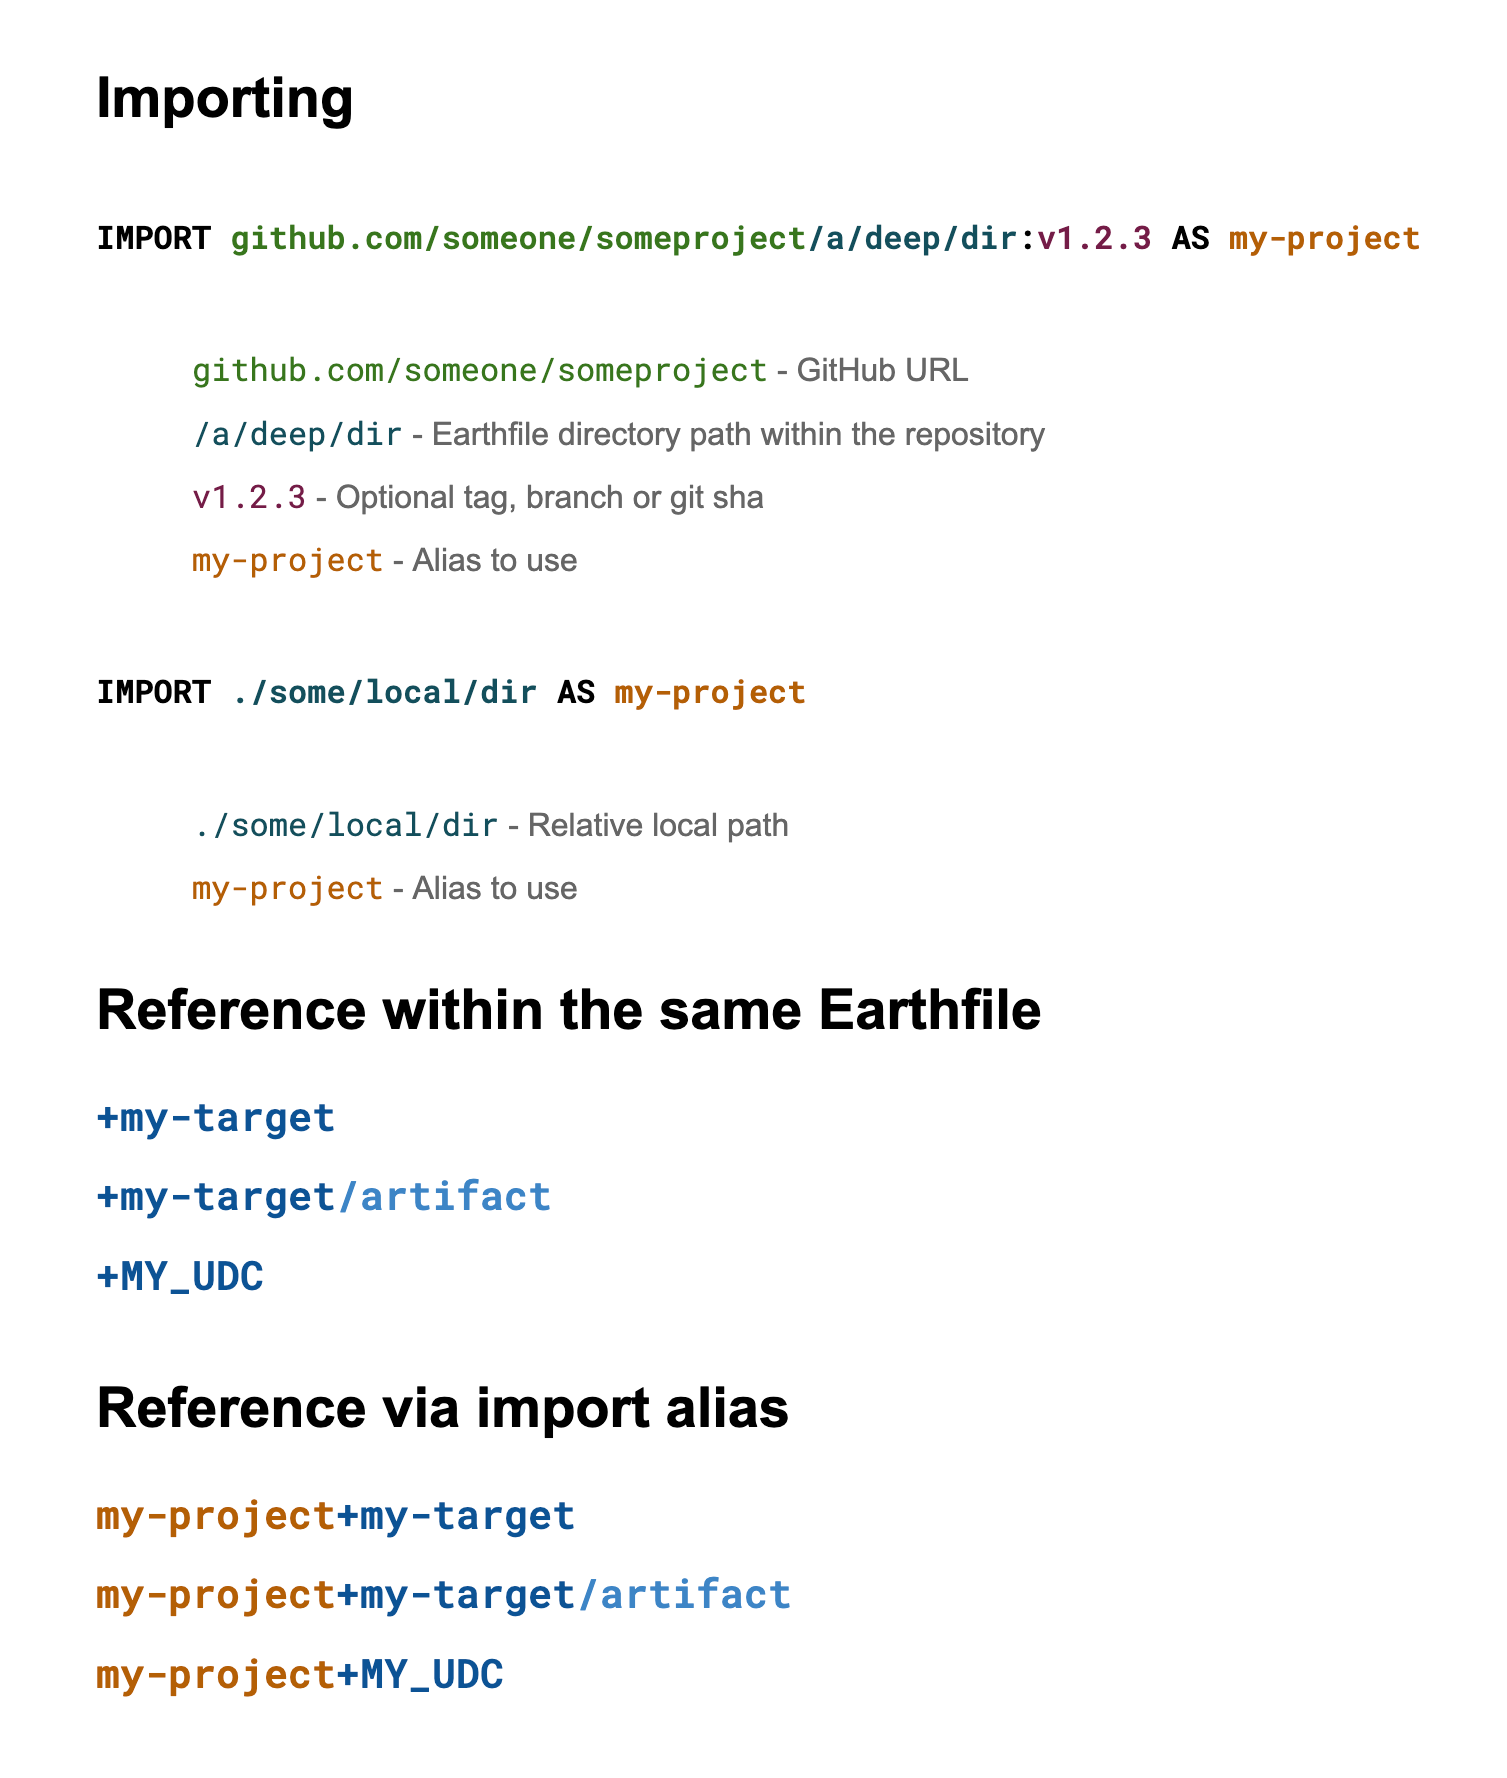 Importing
IMPORT github.com/someone/someproject/a/deep/dir:v1.2.3 AS my-project
github.com/someone/someproject - GitHub URL
/a/deep/dir - Earthfile directory path within the repository
v1.2.3 - Optional tag, branch or git sha
my-project - Alias to use
IMPORT ./some/local/dir AS my-project
./some/local/dir - Relative local path
my-project - Alias to use
Reference within the same Earthfile
+my-target
+my-target/artifact
+MY_UDC
Reference via import alias
my-project+my-target
my-project+my-target/artifact
my-project+MY_UDC